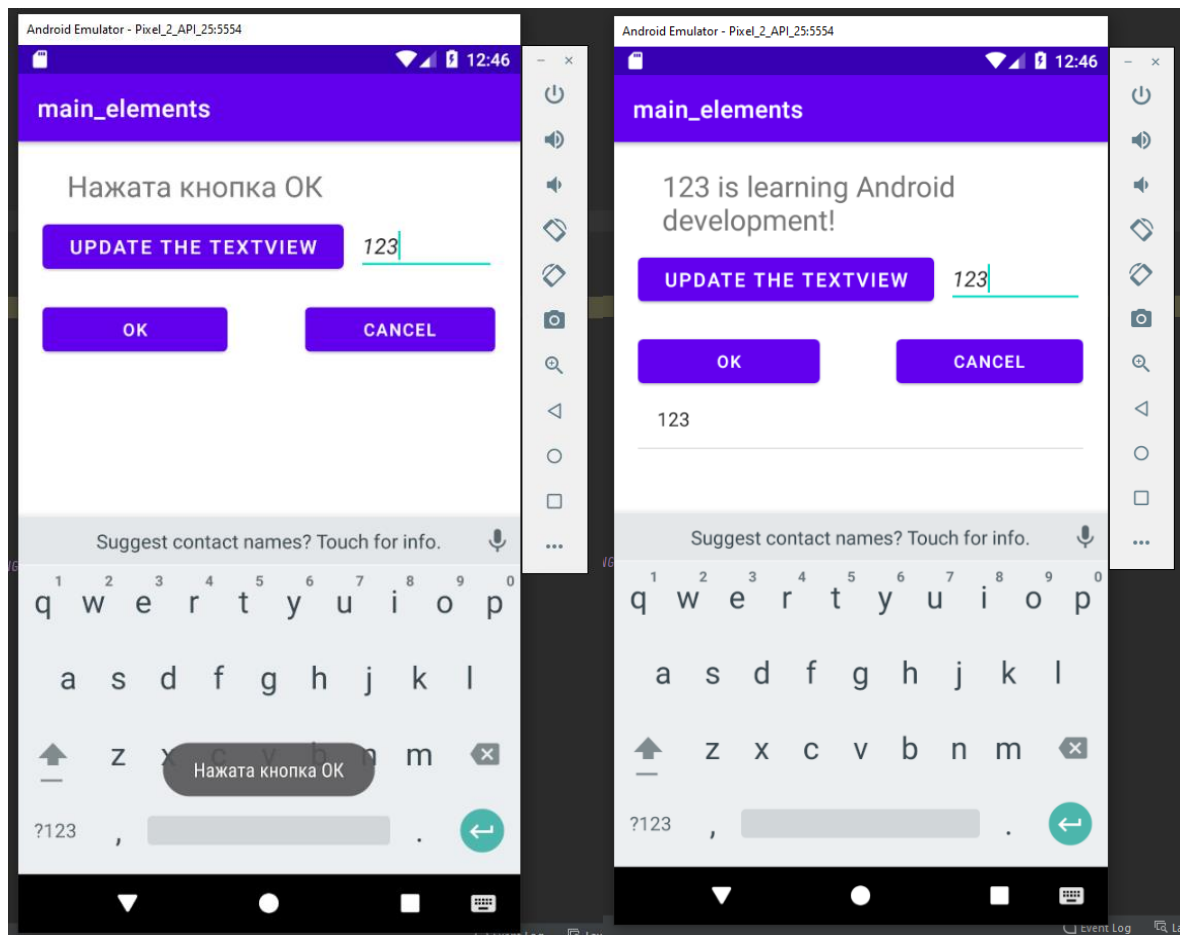 Android Emulator - Pixel_2_API_25:5554
12:46
main_elements
Нажата кнопка ОК
UPDATE THE TEXTVIEW 123
OK CANCEL
Suggest contact names? Touch for info.
1 2 3 4 5 6 7 8 9 0
q w e r t y u i o p
a s d f g h j k l
z x c v b n m
Нажата кнопка ОК
?123 , .
Android Emulator - Pixel_2_API_25:5554
12:46
main_elements
123 is learning Android
development!
UPDATE THE TEXTVIEW 123
OK CANCEL
123
Suggest contact names? Touch for info.
1 2 3 4 5 6 7 8 9 0
q w e r t y u i o p
a s d f g h j k l
z x c v b n m
?123 , .
Event Log